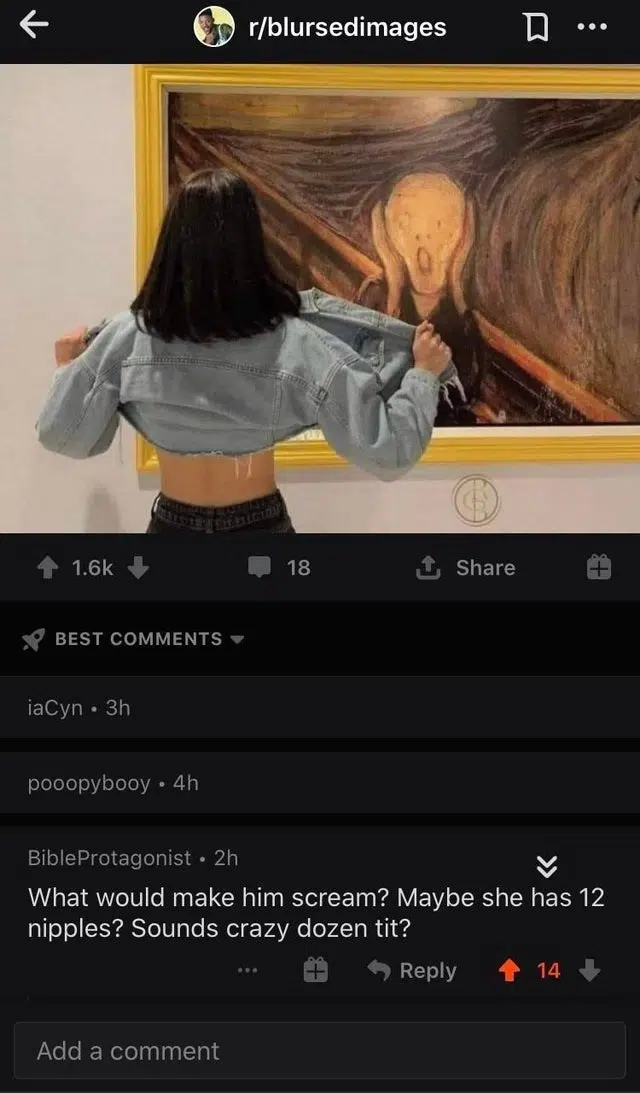 r/blursedimages
1.6k
18
Share
BEST COMMENTS
iaCyn • 3h
pooopybooy • 4h
BibleProtagonist • 2h
What would make him scream? Maybe she has 12
nipples? Sounds crazy dozen tit?
Reply
14
Add a comment